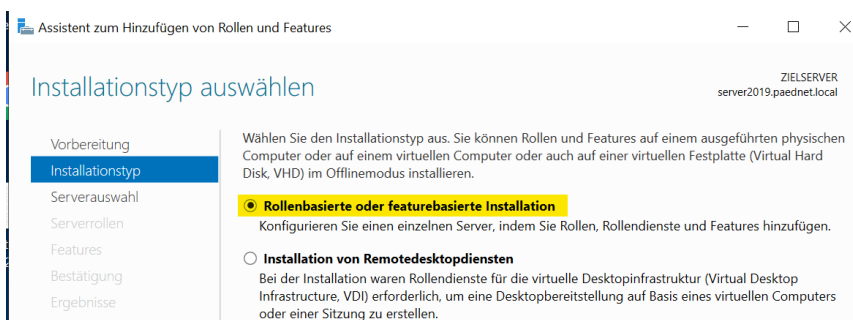 Assistent zum Hinzufügen von Rollen und Features
Installationstyp auswählen
ZIELSERVER
server2019.paednet.local
Vorbereitung
Installationstyp
Serverauswahl
Serverrollen
Features
Bestätigung
Ergebnisse
Wählen Sie den Installationstyp aus. Sie können Rollen und Features auf einem ausgeführten physischen
Computer oder auf einem virtuellen Computer oder auch auf einer virtuellen Festplatte (Virtual Hard
Disk, VHD) im Offlinemodus installieren.
Rollenbasierte oder featurebasierte Installation
Konfigurieren Sie einen einzelnen Server, indem Sie Rollen, Rollendienste und Features hinzufügen.
Installation von Remotedesktopdiensten
Bei der Installation waren Rollendienste für die virtuelle Desktopinfrastruktur (Virtual Desktop
Infrastructure, VDI) erforderlich, um eine Desktopbereitstellung auf Basis eines virtuellen Computers
oder einer Sitzung zu erstellen.